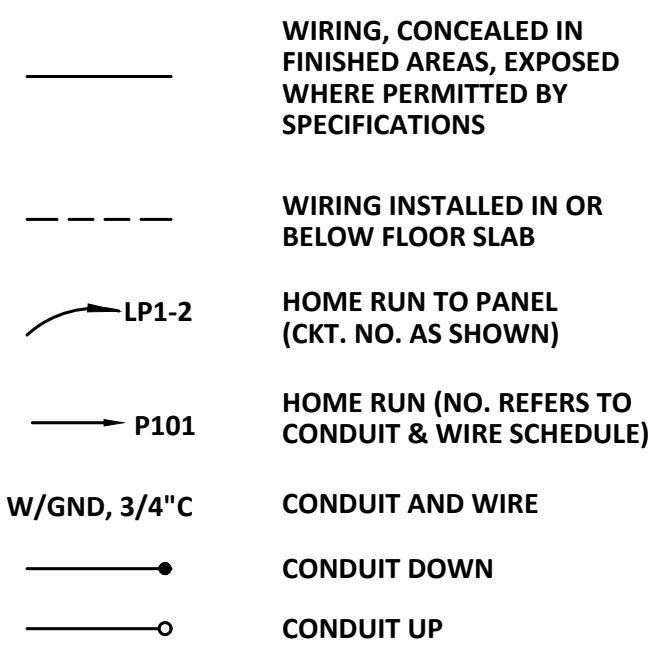 WIRING, CONCEALED IN
FINISHED AREAS, EXPOSED
WHERE PERMITTED BY
SPECIFICATIONS
WIRING INSTALLED IN OR
BELOW FLOOR SLAB
LP1-2
HOME RUN TO PANEL
(CKT. NO. AS SHOWN)
P101
HOME RUN (NO. REFERS TO
CONDUIT & WIRE SCHEDULE)
W/GND, 3/4"C
CONDUIT AND WIRE
CONDUIT DOWN
CONDUIT UP